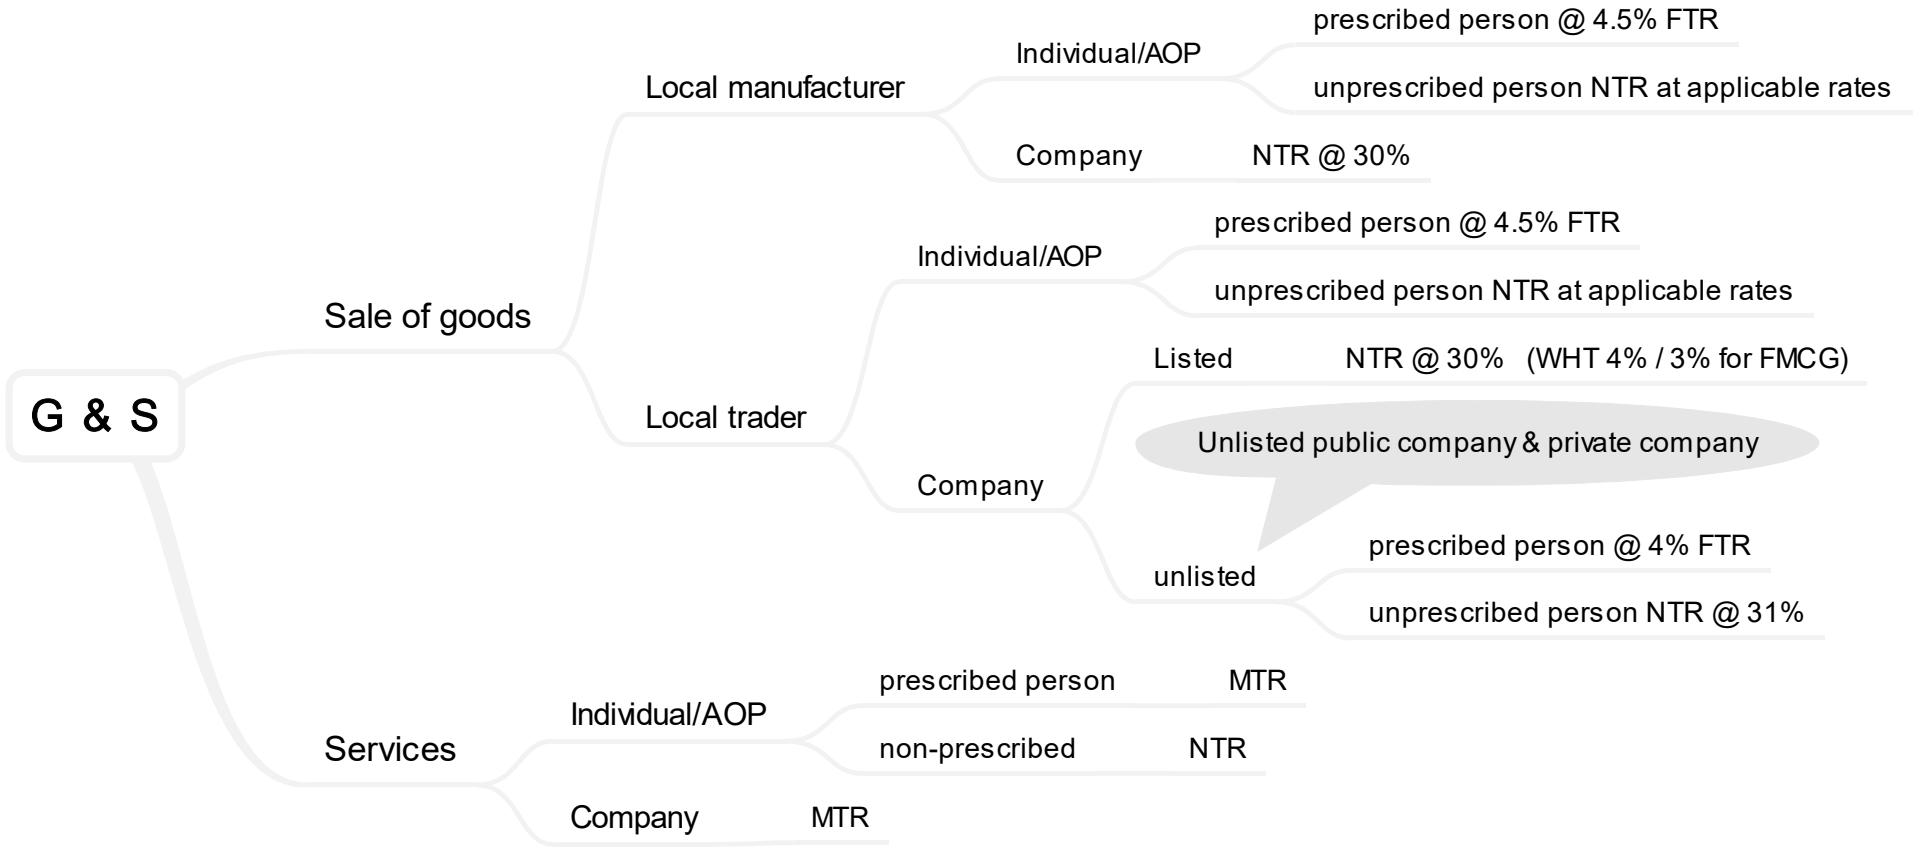 G & S
Sale of goods
Local manufacturer
Individual/AOP
prescribed person @ 4.5% FTR
unprescribed person NTR at applicable rates
Company
NTR @ 30%
Local trader
Individual/AOP
prescribed person @ 4.5% FTR
unprescribed person NTR at applicable rates
Company
Listed
NTR @ 30% (WHT 4% / 3% for FMCG)
Unlisted public company & private company
unlisted
prescribed person @ 4% FTR
unprescribed person NTR @ 31%
Services
Individual/AOP
prescribed person
MTR
non-prescribed
NTR
Company
MTR